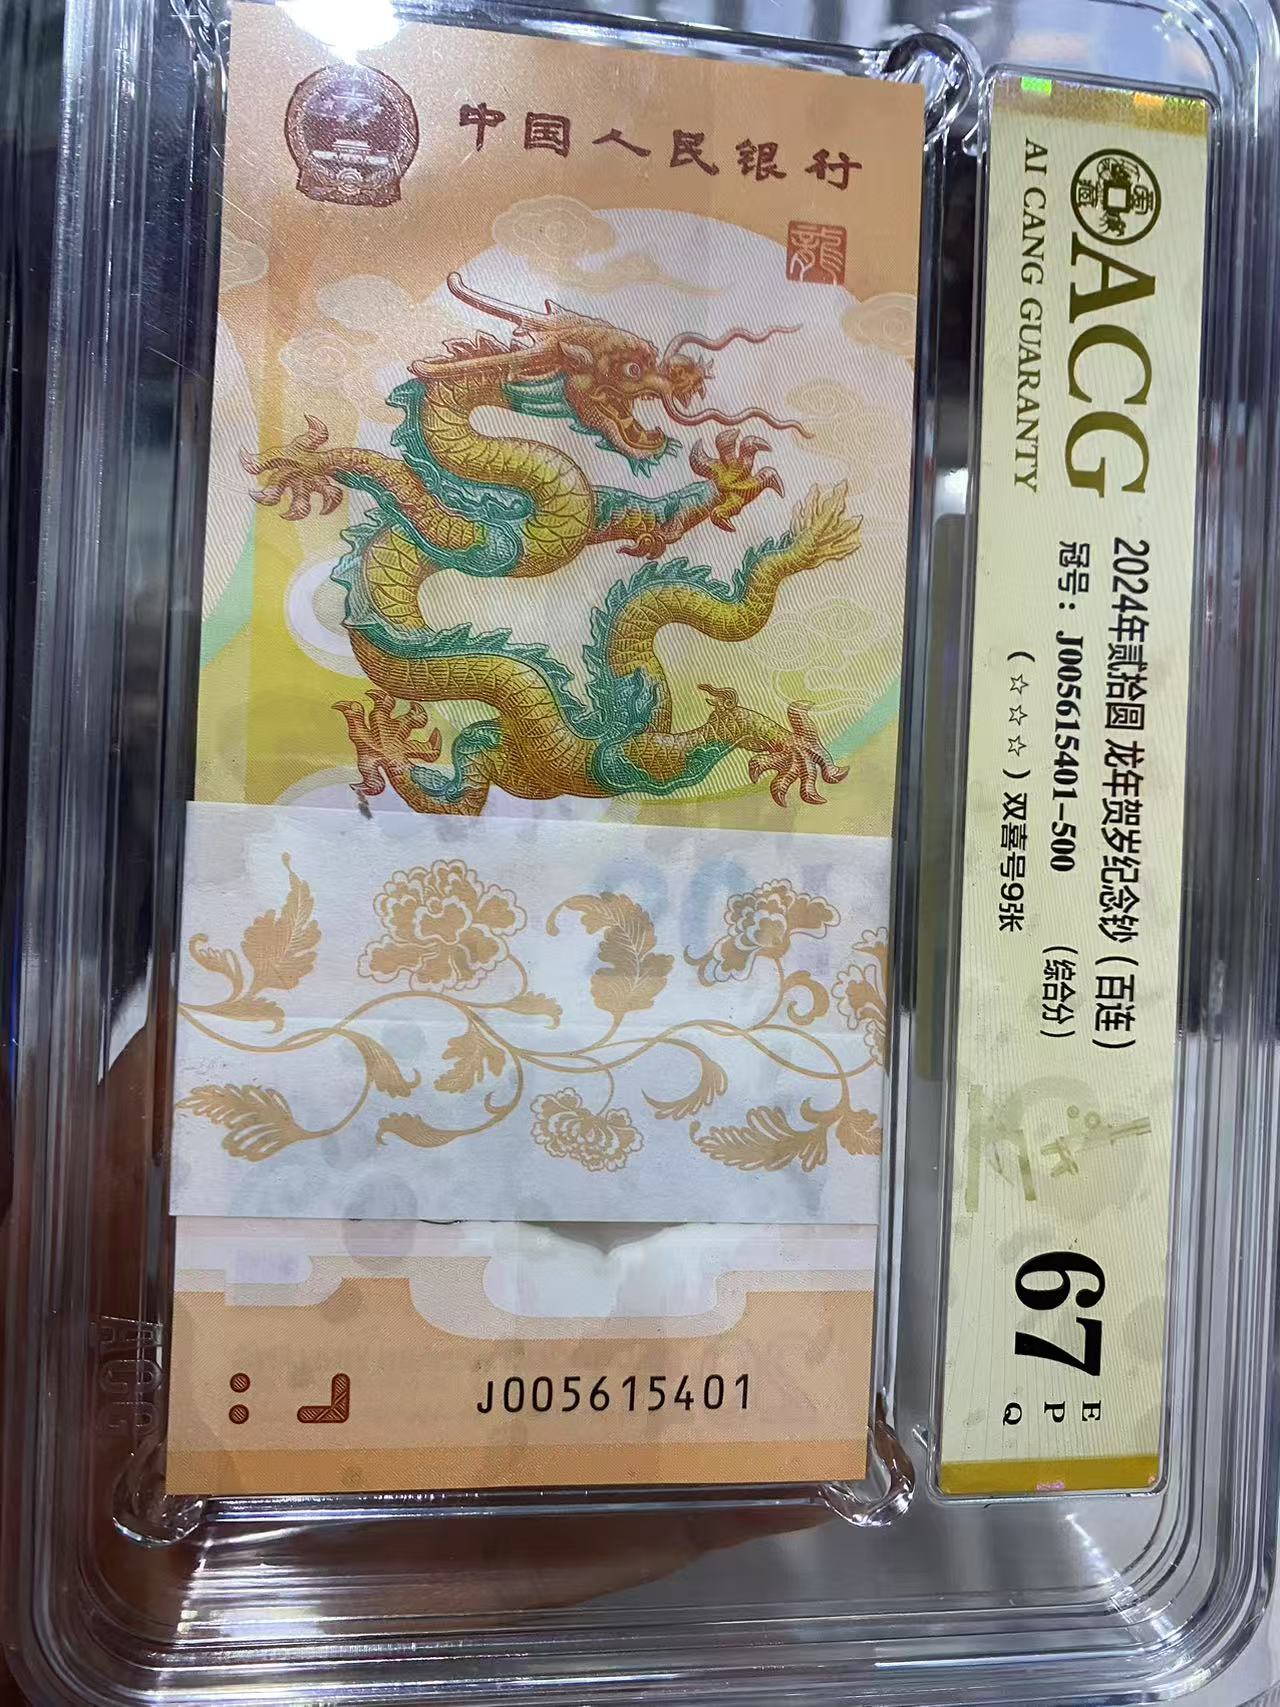 中国人民银行
龍
J005615401
ACG
AI CANG GUARANTY
2024年贰拾圆 龙年贺岁纪念钞（百连）
冠号：J005615401-500 （综合分）
（☆☆☆）双喜号9张
67
E
P
Q
ACG